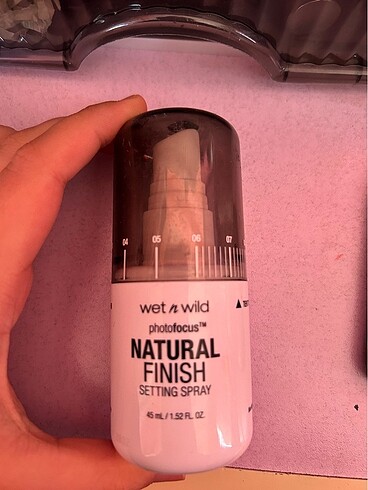 04 05 06 07
wet n wild
photofocus™
NATURAL
FINISH
SETTING SPRAY
45 mL / 1.52 FL. OZ.